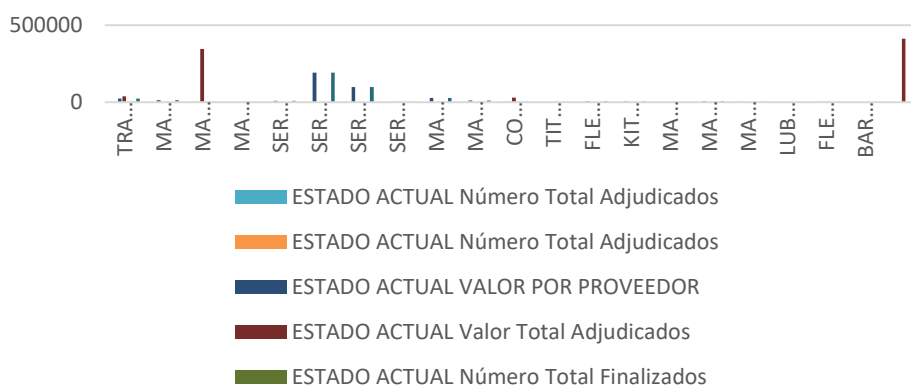 500000
0
TRA...
MA...
MA...
MA...
SER...
SER...
SER...
SER...
MA...
MA...
CO...
TIT...
FLE...
KIT...
MA...
MA...
MA...
LUB...
FLE...
BAR...
ESTADO ACTUAL Número Total Adjudicados
ESTADO ACTUAL Número Total Adjudicados
ESTADO ACTUAL VALOR POR PROVEEDOR
ESTADO ACTUAL Valor Total Adjudicados
ESTADO ACTUAL Número Total Finalizados